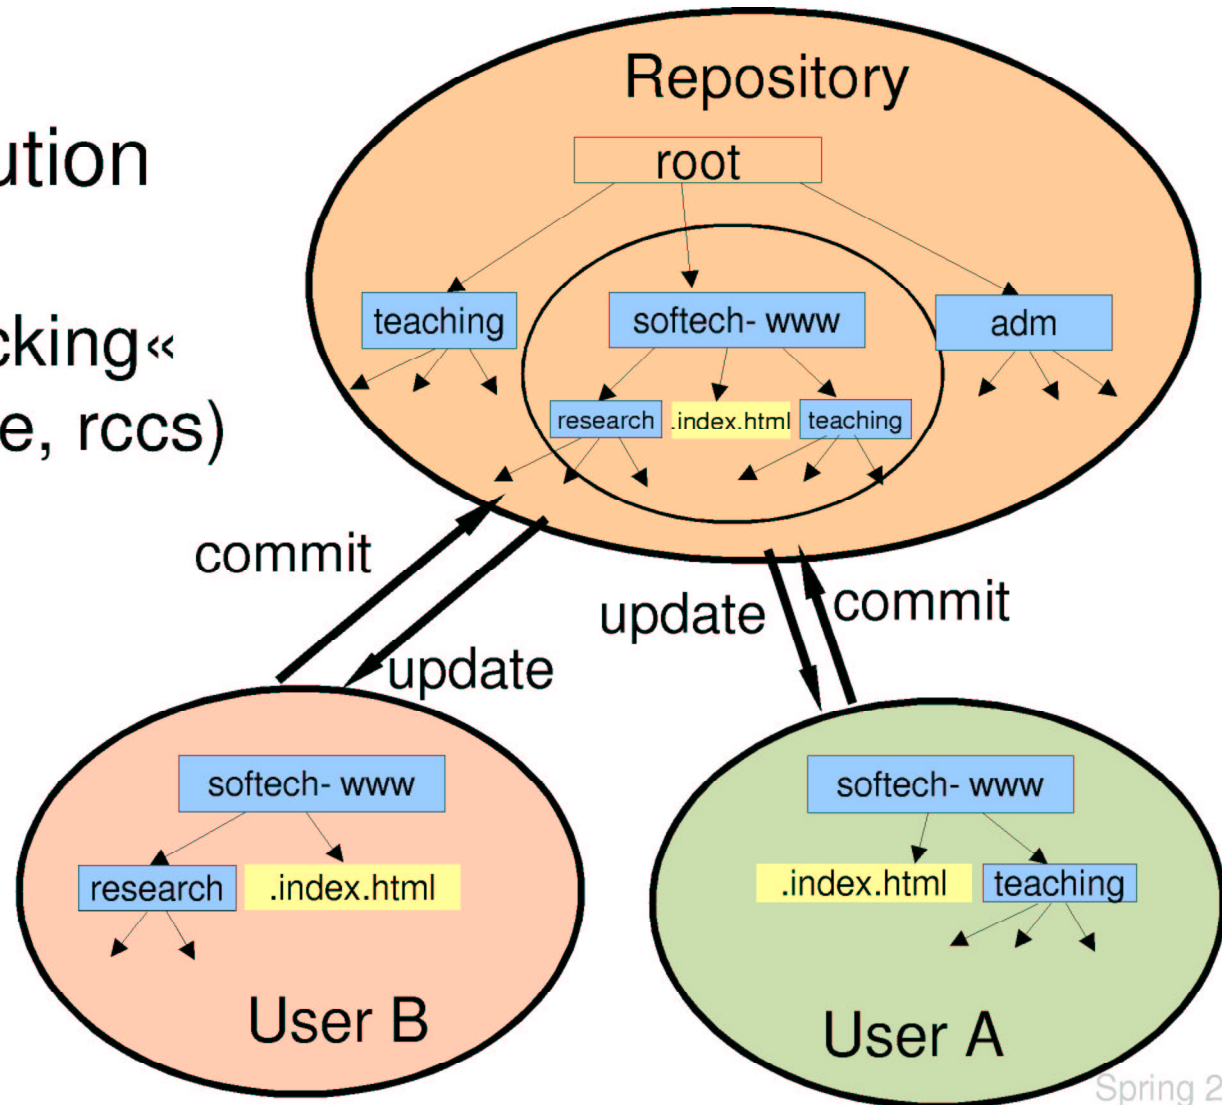 Repository
ution
root
cking«
e, rccs)
teaching
softech- www
adm
research
.index.html
teaching
commit
update
update
commit
softech- www
research
.index.html
User B
softech- www
.index.html
teaching
User A
Spring 2